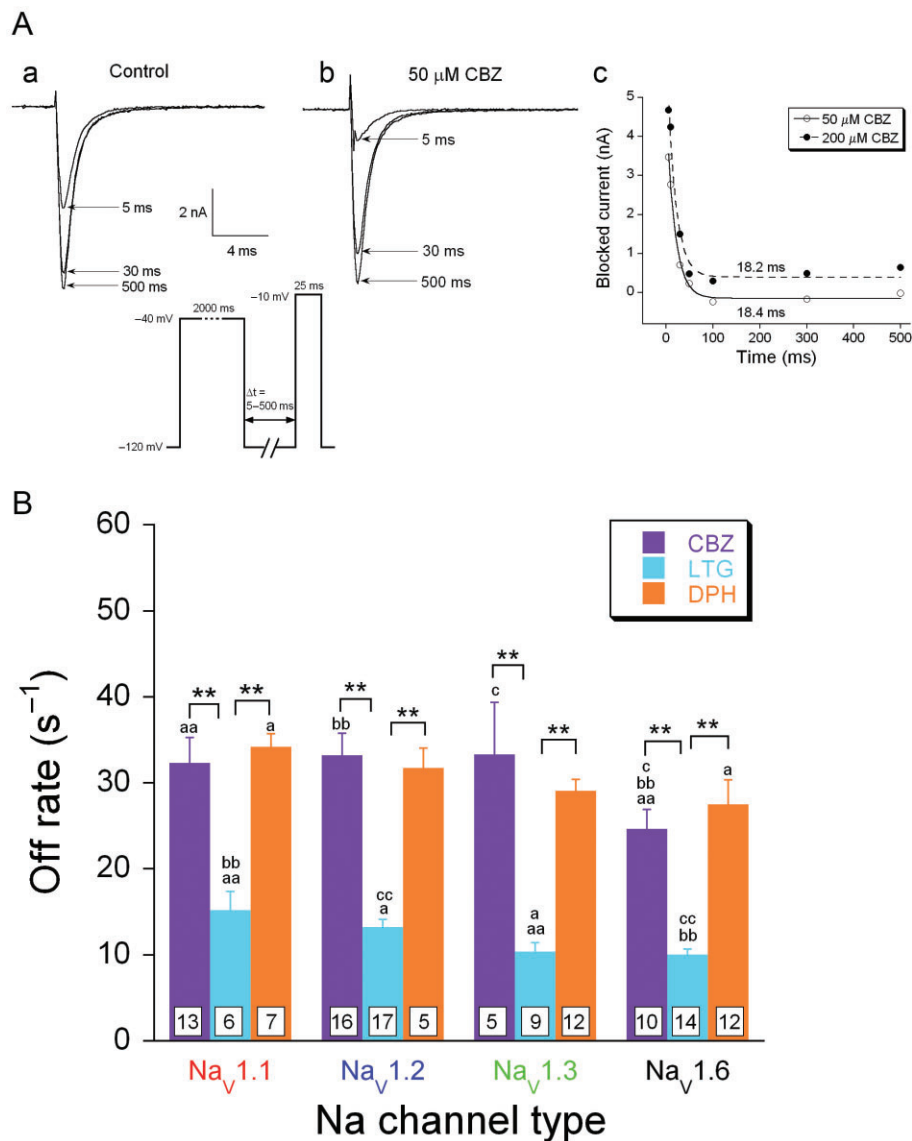 A
a
Control
5 ms
30 ms
500 ms
2 nA
4 ms
b
50 μM CBZ
5 ms
30 ms
500 ms
−40 mV
2000 ms
−10 mV
25 ms
Δt =
5–500 ms
−120 mV
c
Blocked current (nA)
5
4
3
2
1
0
50 μM CBZ
200 μM CBZ
18.2 ms
18.4 ms
0 100 200 300 400 500
Time (ms)
B
Off rate (s−1)
60
50
40
30
20
10
0
CBZ
LTG
DPH
** ** ** ** ** ** ** **
aa
bb
aa
a
bb
cc
a
c
a
aa
c
bb
aa
cc
bb
a
13 6 7 16 17 5 5 9 12 10 14 12
NaV1.1 NaV1.2 NaV1.3 NaV1.6
Na channel type